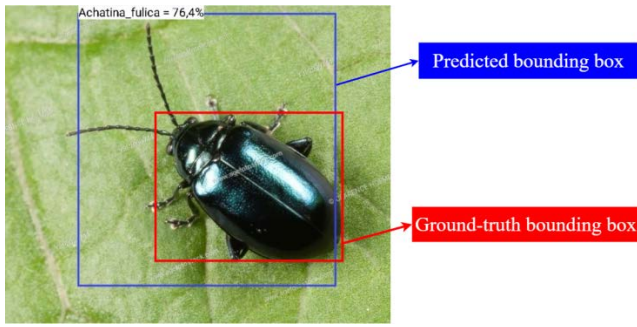 Achatina_fulica = 76,4%
Predicted bounding box
Ground-truth bounding box